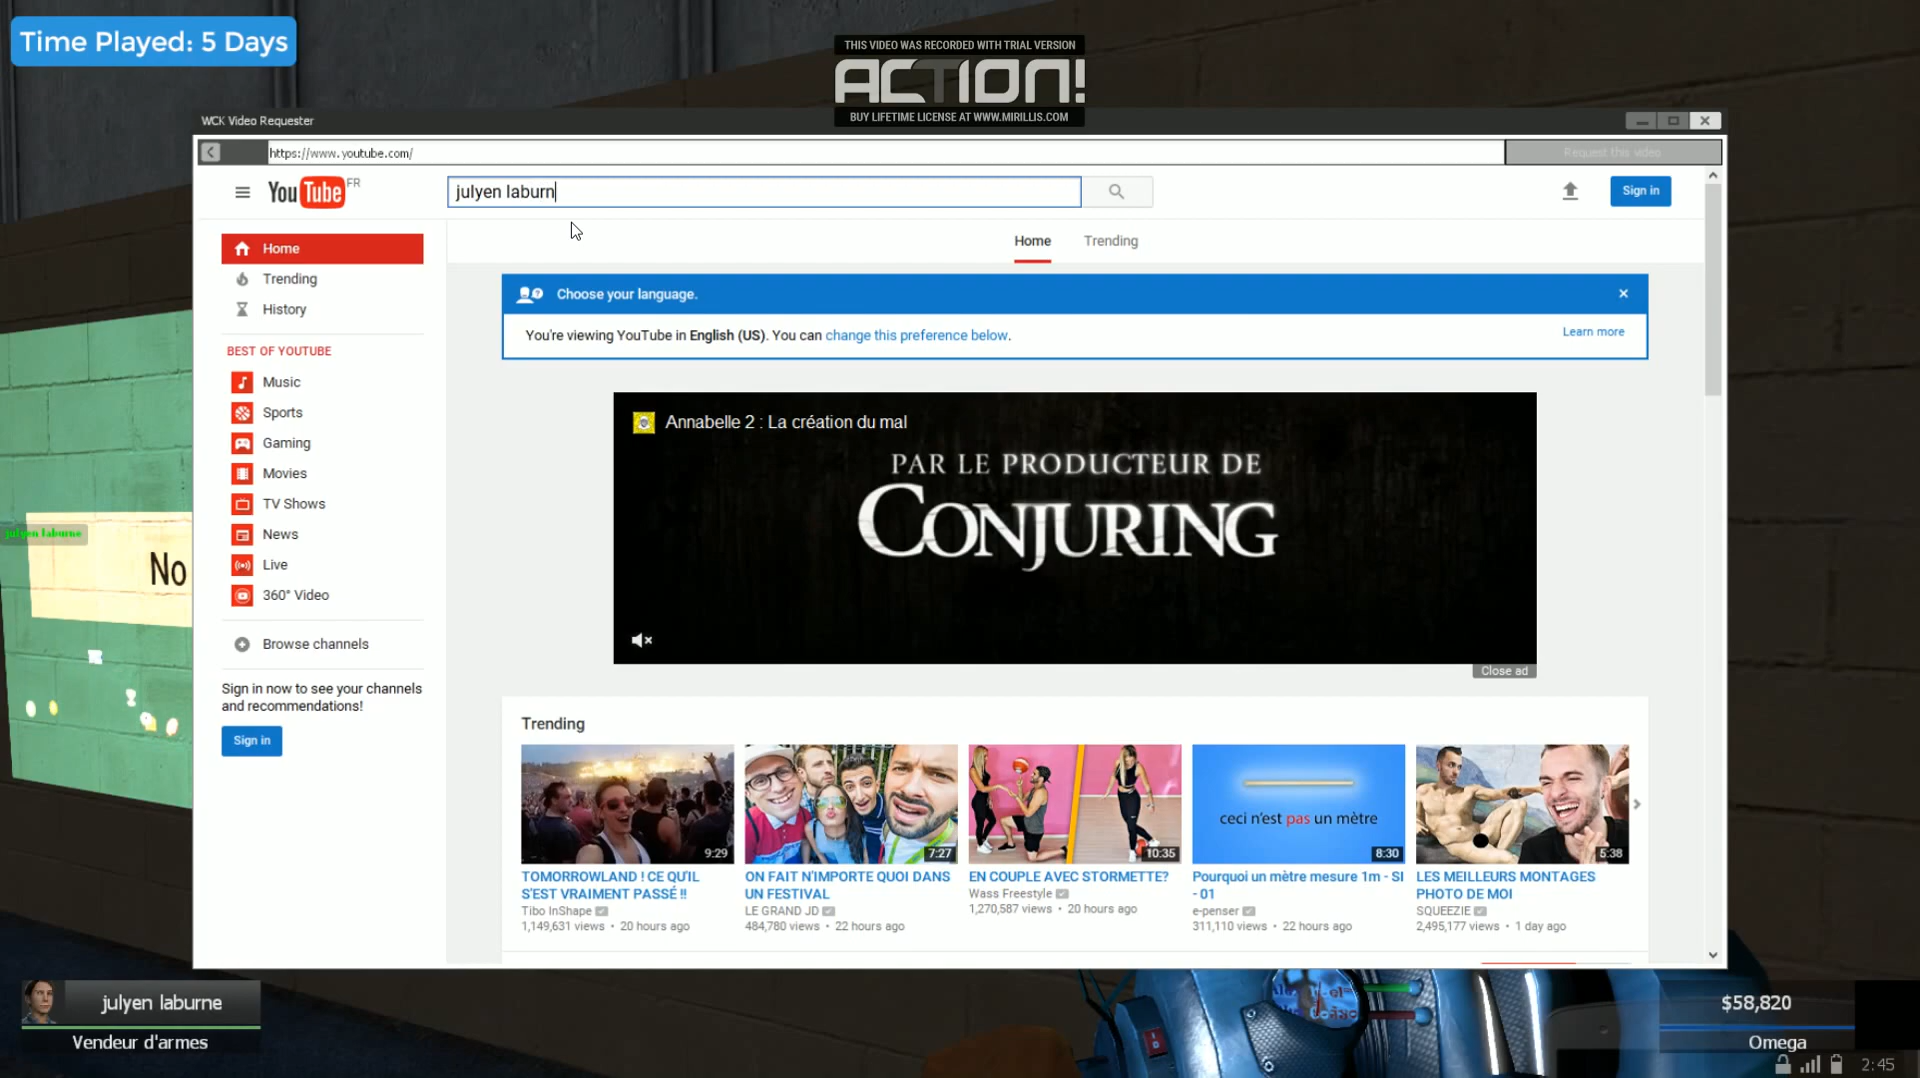 Time Played: 5 Days
THIS VIDEO WAS RECORDED WITH TRIAL VERSION
ACTION!
BUY LIFETIME LICENSE AT WWW.MIRILLIS.COM
WCK Video Requester
https://www.youtube.com/
Request this video
YouTube FR
julyen laburn
Sign in
Home
Trending
Home
Trending
History
Choose your language.
You're viewing YouTube in English (US). You can change this preference below.
Learn more
BEST OF YOUTUBE
Music
Sports
Gaming
Movies
TV Shows
News
Live
360° Video
Browse channels
Sign in now to see your channels
and recommendations!
Sign in
julyen laburne
No
Annabelle 2 : La création du mal
PAR LE PRODUCTEUR DE
CONJURING
Close ad
Trending
9:29
TOMORROWLAND ! CE QU'IL
S'EST VRAIMENT PASSÉ !!
Tibo InShape
1,149,631 views • 20 hours ago
7:27
ON FAIT N'IMPORTE QUOI DANS
UN FESTIVAL
LE GRAND JD
484,780 views • 22 hours ago
10:35
EN COUPLE AVEC STORMETTE?
Wass Freestyle
1,270,587 views • 20 hours ago
ceci n'est pas un mètre
8:30
Pourquoi un mètre mesure 1m - SI
- 01
e-penser
311,110 views • 22 hours ago
5:38
LES MEILLEURS MONTAGES
PHOTO DE MOI
SQUEEZIE
2,495,177 views • 1 day ago
julyen laburne
Vendeur d'armes
$58,820
Omega
2:45